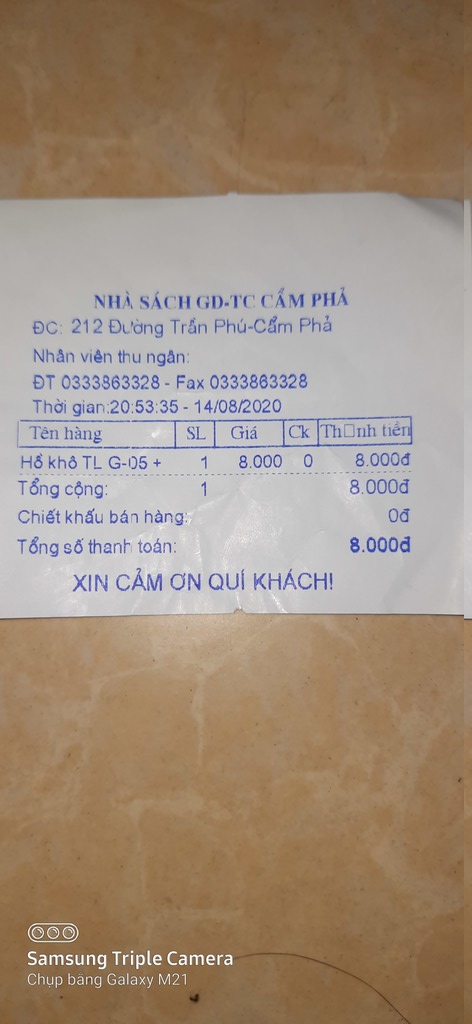 NHÀ SÁCH GD-TC CẨM PHẢ
ĐC: 212 Đường Trần Phú-Cẩm Phả
Nhân viên thu ngân:
ĐT 0333863328 - Fax 0333863328
Thời gian:20:53:35 - 14/08/2020
Tên hàng SL Giá Ck Th□nh tiền
Hồ khô TL G-05 + 1 8.000 0 8.000đ
Tổng cộng: 1 8.000đ
Chiết khấu bán hàng: 0đ
Tổng số thanh toán: 8.000đ
XIN CẢM ƠN QUÍ KHÁCH!
Samsung Triple Camera
Chụp bằng Galaxy M21